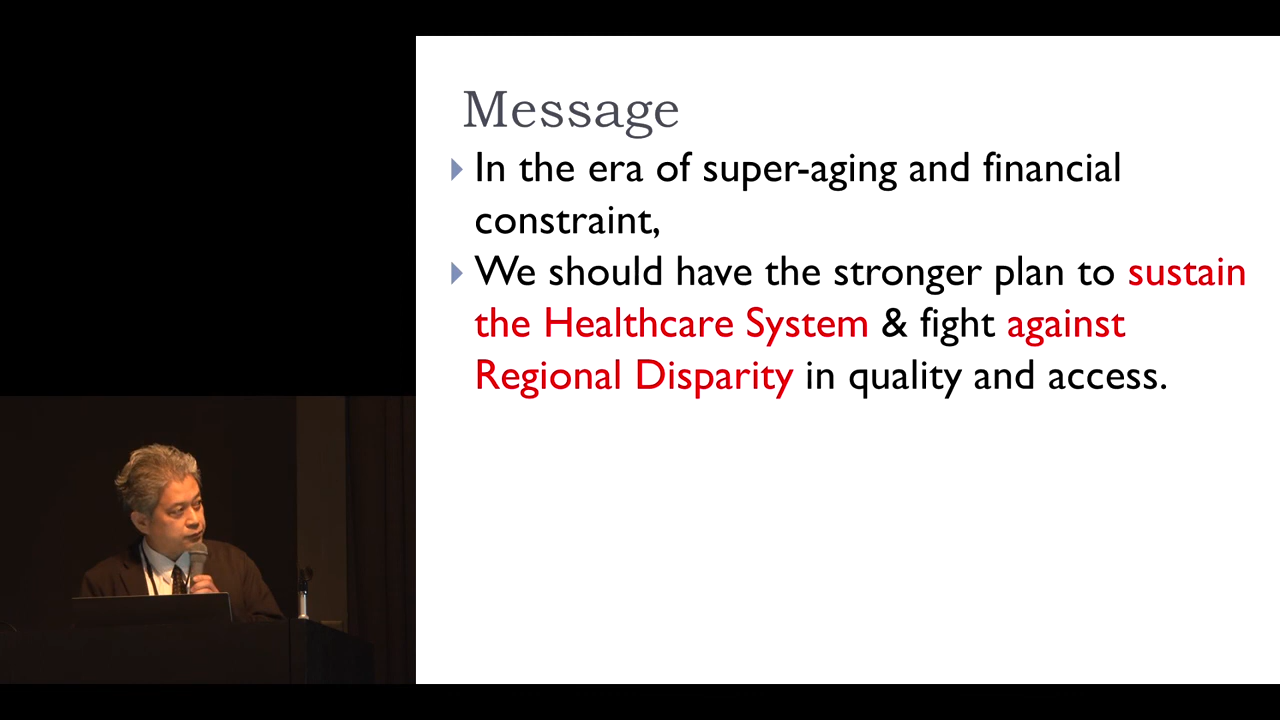 Message
In the era of super-aging and financial
constraint,
We should have the stronger plan to sustain
the Healthcare System & fight against
Regional Disparity in quality and access.